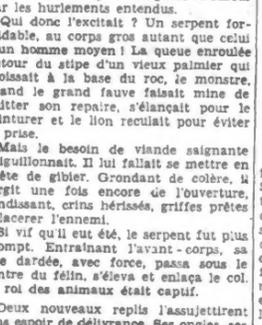 ar les hurlements entendus.
Qui donc l'excitait ? Un serpent for-
idable, au corps gros autant que celui
un homme moyen ! La queue enroulée
tour du stipe d'un vieux palmier qui
oissait à la base du roc, le monstre,
and le grand fauve faisait mine de
itter son repaire, s'élançait pour le
inturer et le lion reculait pour éviter
prise.
Mais le besoin de viande saignante
iguillonnait. Il lui fallait se mettre en
ête de gibier. Grondant de colère, il
rgit une fois encore de l'ouverture,
ndissant, crins hérissés, griffes prêtes
lacerer l'ennemi.
Si vif qu'il eut été, le serpent fut plus
ompt. Entraînant l'avant-corps, sa
e dardée, avec force, passa sous le
ntre du félin, s'éleva et enlaça le col.
roi des animaux était captif.
Deux nouveaux replis l'assujettirent
espoir de délivrance.